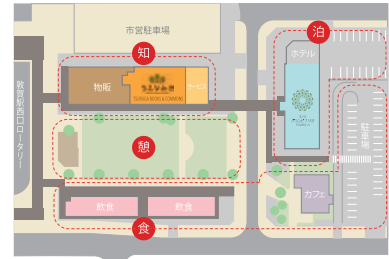 市営駐車場
知
泊
ホテル
物販
TSURUGA BOOKS & COMMONS
サービス
敦賀駅西口ロータリー
憩
駐車場
カフェ
飲食
飲食
食